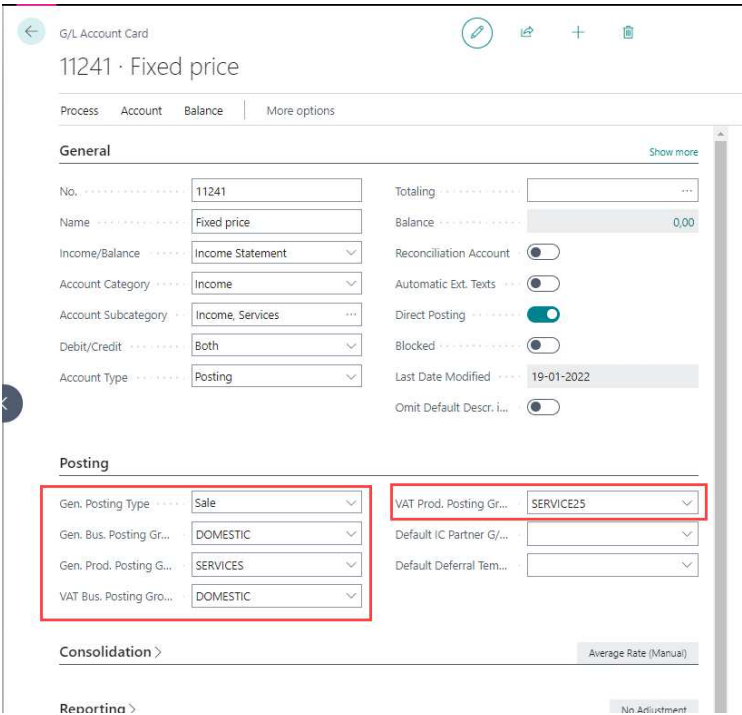 G/L Account Card
11241 · Fixed price
Process Account Balance More options
General Show more
No. 11241 Totaling ...
Name Fixed price Balance 0,00
Income/Balance Income Statement Reconciliation Account
Account Category Income Automatic Ext. Texts
Account Subcategory Income, Services ... Direct Posting
Debit/Credit Both Blocked
Account Type Posting Last Date Modified 19-01-2022
Omit Default Descr. i...
Posting
Gen. Posting Type Sale VAT Prod. Posting Gr... SERVICE25
Gen. Bus. Posting Gr... DOMESTIC Default IC Partner G/...
Gen. Prod. Posting G... SERVICES Default Deferral Tem...
VAT Bus. Posting Gro... DOMESTIC
Consolidation > Average Rate (Manual)
Reporting > No Adjustment